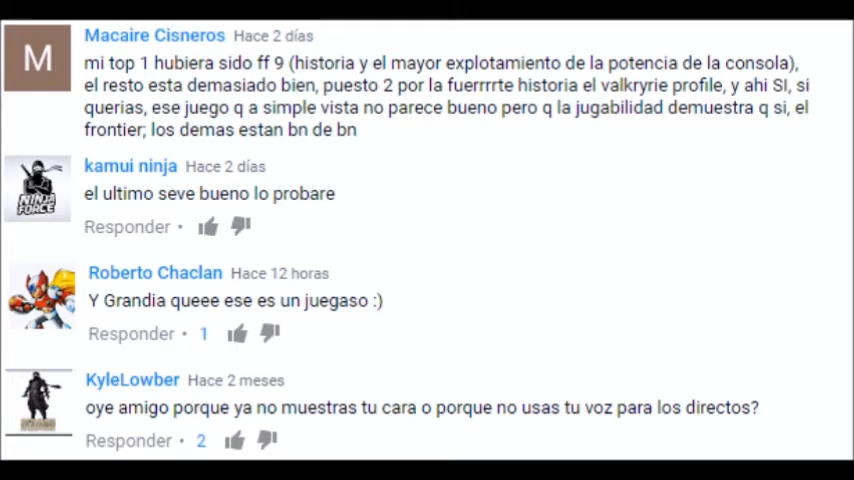 M
Macaire Cisneros Hace 2 días
mi top 1 hubiera sido ff 9 (historia y el mayor explotamiento de la potencia de la consola),
el resto esta demasiado bien, puesto 2 por la fuerrrrte historia el valkryrie profile, y ahi SI, si
querias, ese juego q a simple vista no parece bueno pero q la jugabilidad demuestra q si, el
frontier; los demas estan bn de bn
kamui ninja Hace 2 días
NINJA
FORCE
el ultimo seve bueno lo probare
Responder •
Roberto Chaclan Hace 12 horas
Y Grandia queee ese es un juegaso :)
Responder • 1
KyleLowber Hace 2 meses
oye amigo porque ya no muestras tu cara o porque no usas tu voz para los directos?
Responder • 2